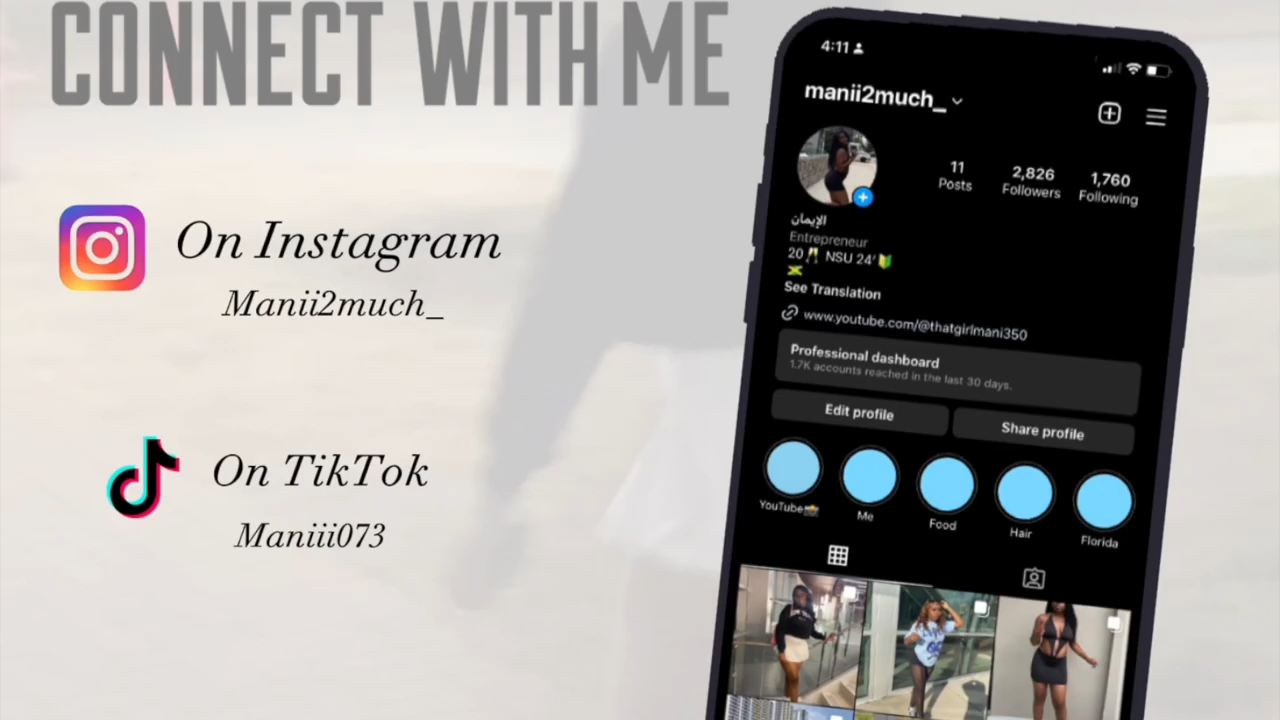 CONNECT WITH ME
On Instagram
Manii2much_
On TikTok
Maniii073
4:11
manii2much_
11
Posts
2,826
Followers
1,760
Following
الإيمان
Entrepreneur
20🥂 NSU 24’🔰
🇯🇲
See Translation
www.youtube.com/@thatgirlmani350
Professional dashboard
1.7K accounts reached in the last 30 days.
Edit profile
Share profile
YouTube📸
Me
Food
Hair
Florida